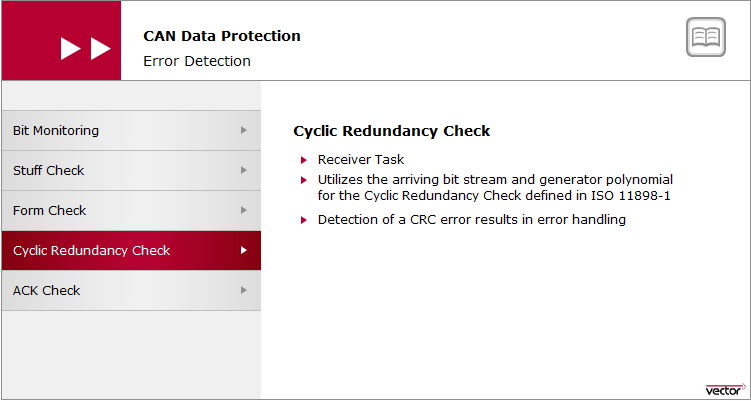 CAN Data Protection
Error Detection
Bit Monitoring
Stuff Check
Form Check
Cyclic Redundancy Check
ACK Check
Cyclic Redundancy Check
Receiver Task
Utilizes the arriving bit stream and generator polynomial
for the Cyclic Redundancy Check defined in ISO 11898-1
Detection of a CRC error results in error handling
vector